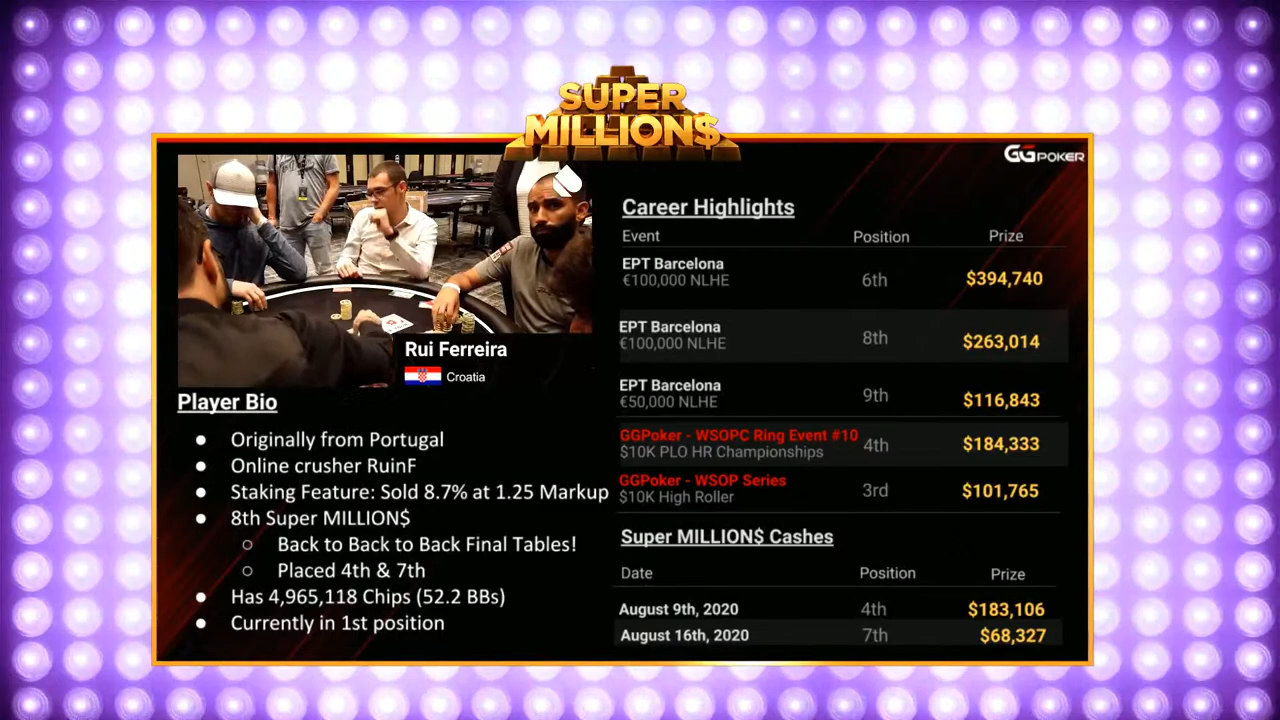 SUPER
MILLION$
GGPOKER
Rui Ferreira
Croatia
Player Bio
● Originally from Portugal
● Online crusher RuinF
● Staking Feature: Sold 8.7% at 1.25 Markup
● 8th Super MILLION$
○ Back to Back to Back Final Tables!
○ Placed 4th & 7th
● Has 4,965,118 Chips (52.2 BBs)
● Currently in 1st position
Career Highlights
Event Position Prize
EPT Barcelona
€100,000 NLHE 6th $394,740
EPT Barcelona
€100,000 NLHE 8th $263,014
EPT Barcelona
€50,000 NLHE 9th $116,843
GGPoker - WSOPC Ring Event #10
$10K PLO HR Championships 4th $184,333
GGPoker - WSOP Series
$10K High Roller 3rd $101,765
Super MILLION$ Cashes
Date Position Prize
August 9th, 2020 4th $183,106
August 16th, 2020 7th $68,327